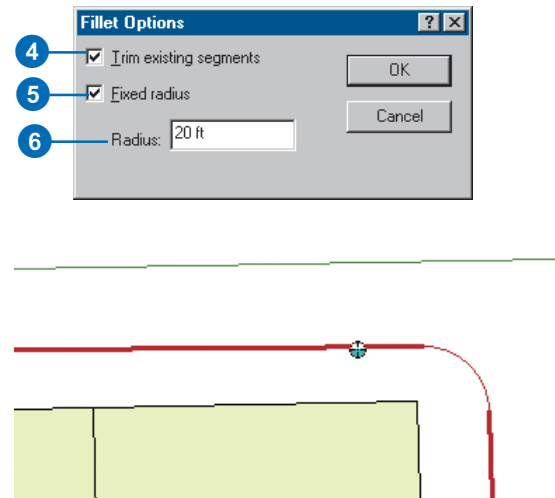 Fillet Options
4 Trim existing segments
OK
5 Fixed radius
Cancel
6 Radius: 20 ft